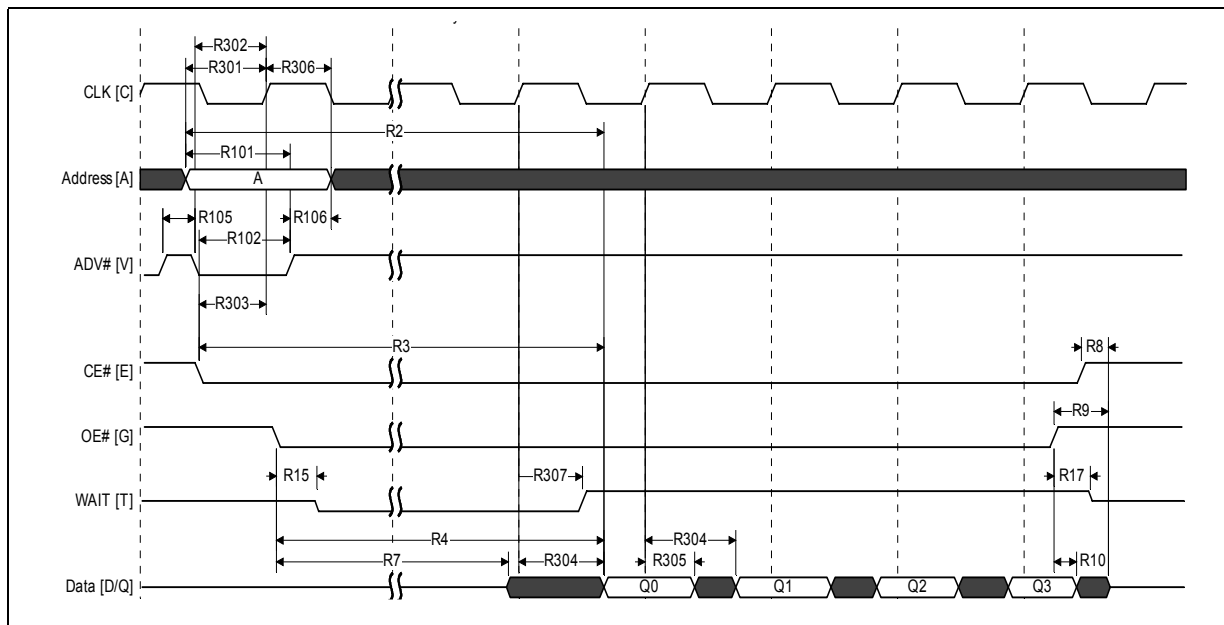 R302
R301 R306
CLK [C]
R2
R101
Address [A] A
R105 R106
R102
ADV# [V]
R303
R3
CE# [E] R8
R9
OE# [G]
R15 R307 R17
WAIT [T]
R4 R304
R7 R304 R305 R10
Data [D/Q] Q0 Q1 Q2 Q3